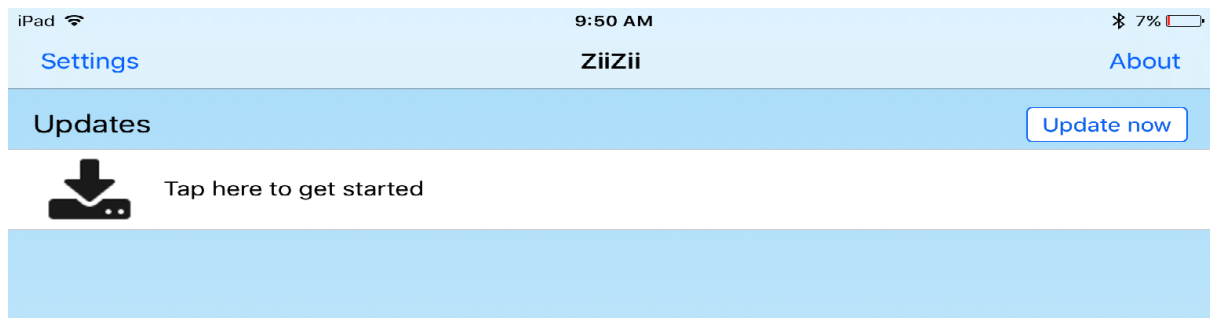 iPad 9:50 AM 7%
Settings ZiiZii About
Updates Update now
Tap here to get started